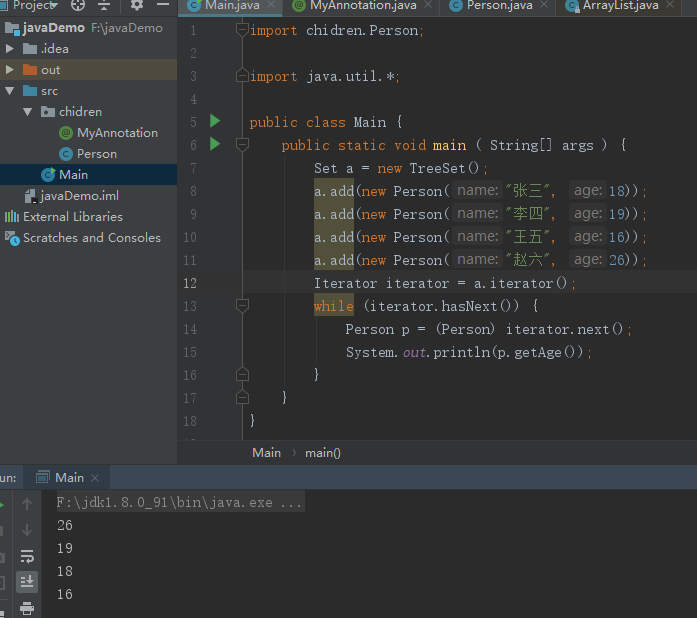 Project
Main.java
MyAnnotation.java
Person.java
ArrayList.java
javaDemo F:\javaDemo
.idea
out
src
chidren
MyAnnotation
Person
Main
javaDemo.iml
External Libraries
Scratches and Consoles
1 import chidren.Person;
2
3 import java.util.*;
4
5 public class Main {
6 public static void main ( String[] args ) {
7 Set a = new TreeSet();
8 a.add(new Person( name: "张三", age: 18));
9 a.add(new Person( name: "李四", age: 19));
10 a.add(new Person( name: "王五", age: 16));
11 a.add(new Person( name: "赵六", age: 26));
12 Iterator iterator = a.iterator();
13 while (iterator.hasNext()) {
14 Person p = (Person) iterator.next();
15 System.out.println(p.getAge());
16 }
17 }
18 }
Main › main()
un: Main
F:\jdk1.8.0_91\bin\java.exe ...
26
19
18
16